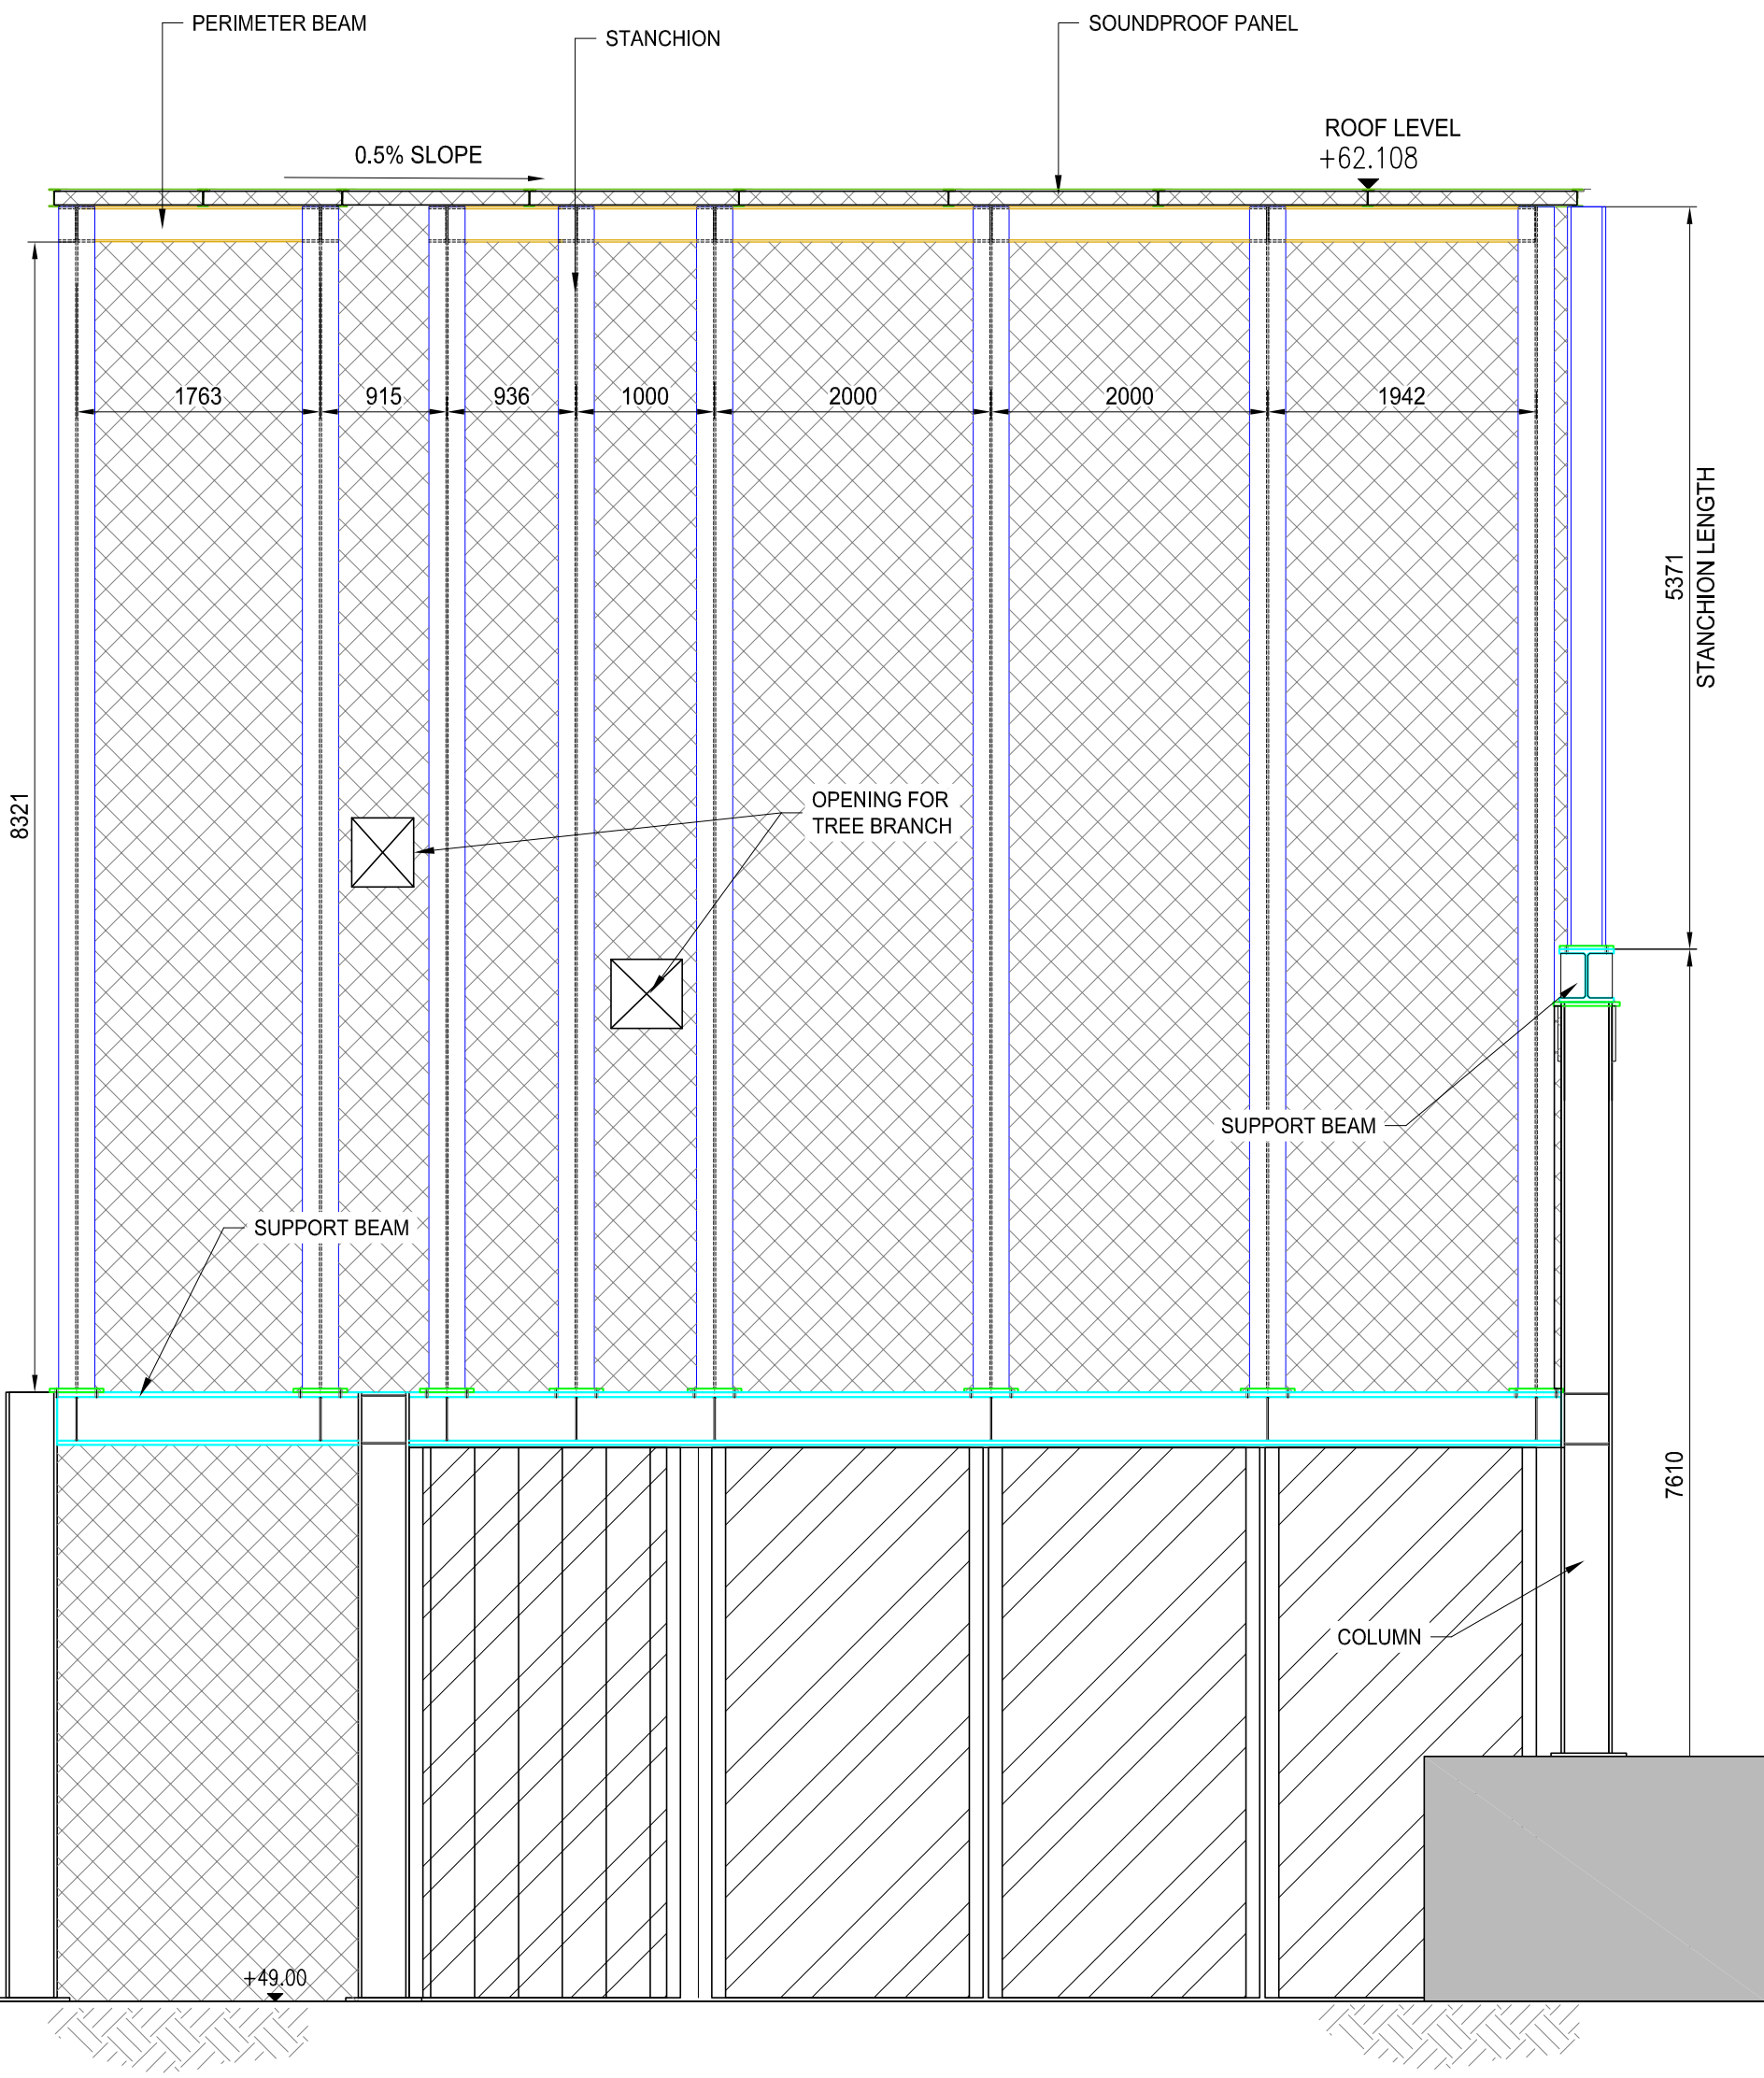 PERIMETER BEAM
STANCHION
SOUNDPROOF PANEL
ROOF LEVEL
+62.108
0.5% SLOPE
1763
915
936
1000
2000
2000
1942
5371
STANCHION LENGTH
8321
OPENING FOR
TREE BRANCH
SUPPORT BEAM
SUPPORT BEAM
7610
COLUMN
+49.00